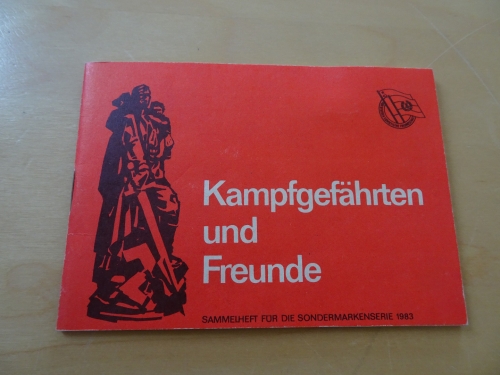 Kampfgefährten
und
Freunde
SAMMELHEFT FÜR DIE SONDERMARKENSERIE 1983